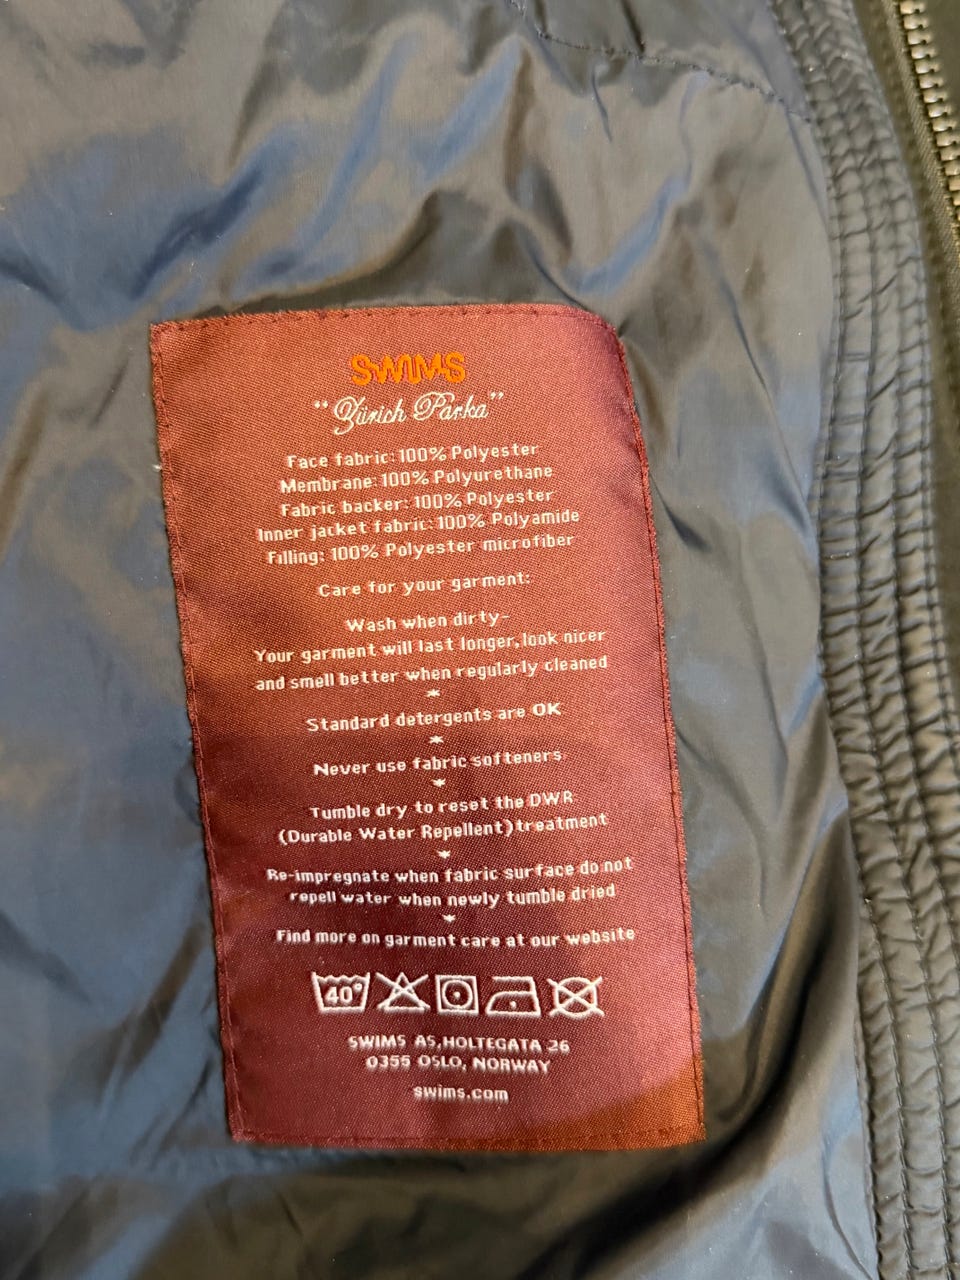 SWIMS
"Zürich Parka"
Face fabric: 100% Polyester
Membrane: 100% Polyurethane
Fabric backer: 100% Polyester
Inner jacket fabric: 100% Polyamide
Filling: 100% Polyester microfiber
Care for your garment:
Wash when dirty-
Your garment will last longer, look nicer
and smell better when regularly cleaned
Standard detergents are OK
Never use fabric softeners
Tumble dry to reset the DWR
(Durable Water Repellent) treatment
Re-impregnate when fabric surface do not
repell water when newly tumble dried
Find more on garment care at our website
40°
SWIMS AS, HOLTEGATA 26
0355 OSLO, NORWAY
swims.com